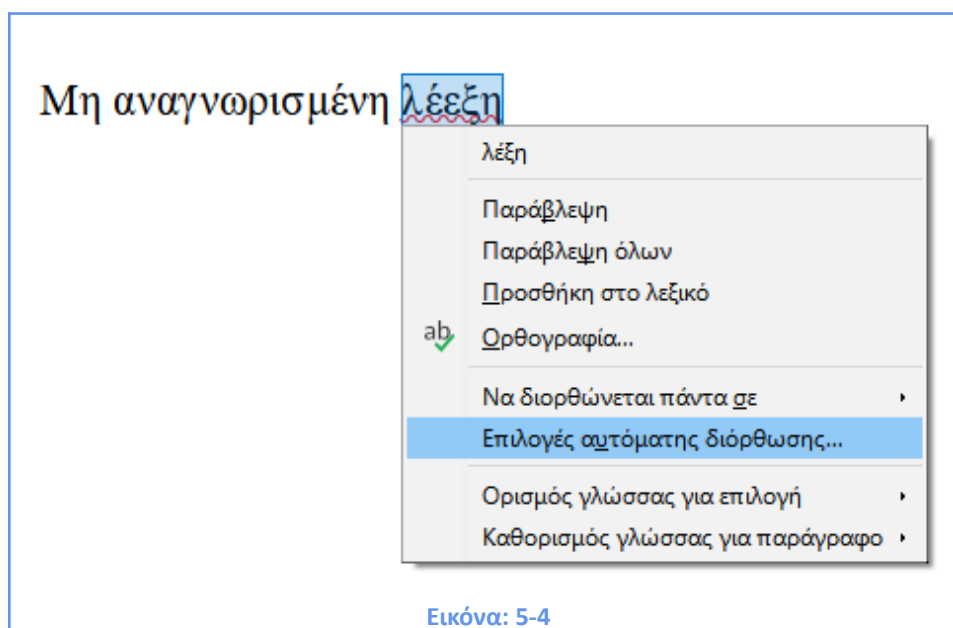 Μη αναγνωρισμένη λέεξη
λέξη
Παράβλεψη
Παράβλεψη όλων
Προσθήκη στο λεξικό
ab Ορθογραφία...
Να διορθώνεται πάντα σε
Επιλογές αυτόματης διόρθωσης...
Ορισμός γλώσσας για επιλογή
Καθορισμός γλώσσας για παράγραφο
Εικόνα: 5-4